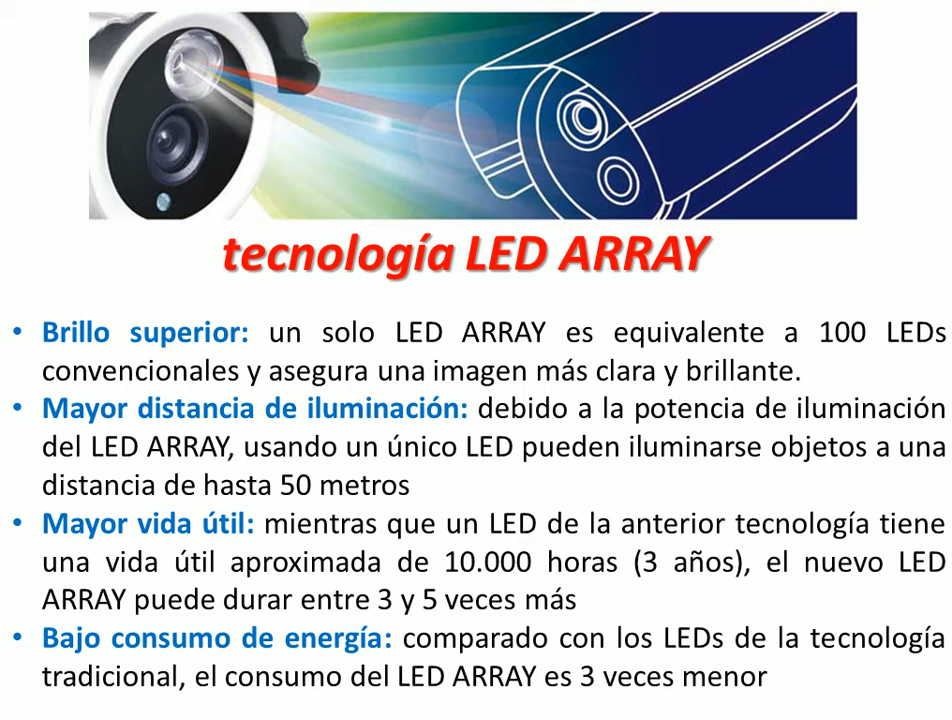 tecnología LED ARRAY
• Brillo superior: un solo LED ARRAY es equivalente a 100 LEDs
convencionales y asegura una imagen más clara y brillante.
• Mayor distancia de iluminación: debido a la potencia de iluminación
del LED ARRAY, usando un único LED pueden iluminarse objetos a una
distancia de hasta 50 metros
• Mayor vida útil: mientras que un LED de la anterior tecnología tiene
una vida útil aproximada de 10.000 horas (3 años), el nuevo LED
ARRAY puede durar entre 3 y 5 veces más
• Bajo consumo de energía: comparado con los LEDs de la tecnología
tradicional, el consumo del LED ARRAY es 3 veces menor